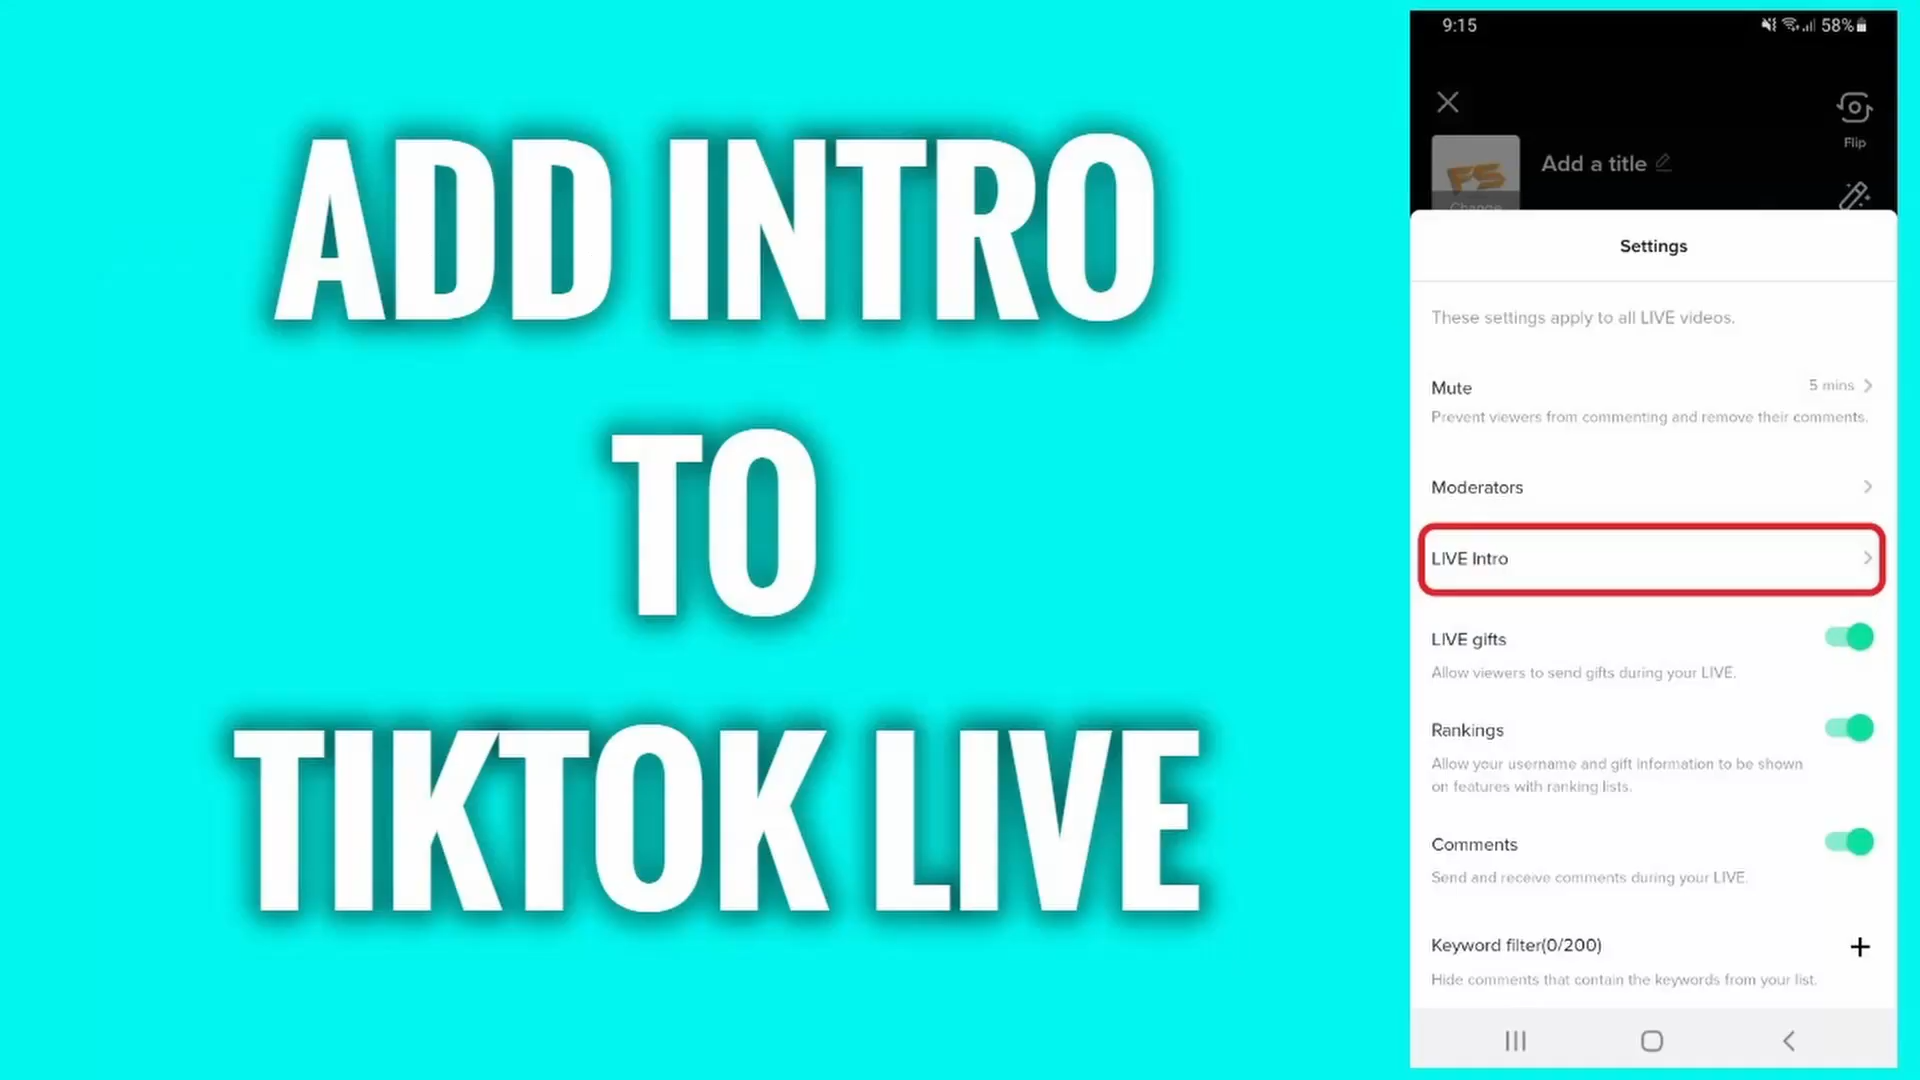 ADD INTRO
TO
TIKTOK LIVE
9:15
58%
Flip
FS
Add a title
Change
Settings
These settings apply to all LIVE videos.
Mute
5 mins
Prevent viewers from commenting and remove their comments.
Moderators
LIVE Intro
LIVE gifts
Allow viewers to send gifts during your LIVE.
Rankings
Allow your username and gift information to be shown
on features with ranking lists.
Comments
Send and receive comments during your LIVE.
Keyword filter(0/200)
Hide comments that contain the keywords from your list.